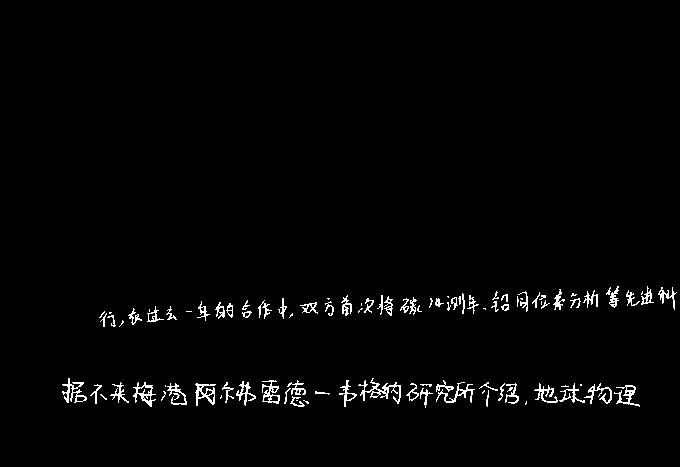 行,在过去一年的合作中,双方首次将碳14测年、铅同位素分析等先进科
据不来梅港阿尔弗雷德一韦格纳研究所介绍,地球物理